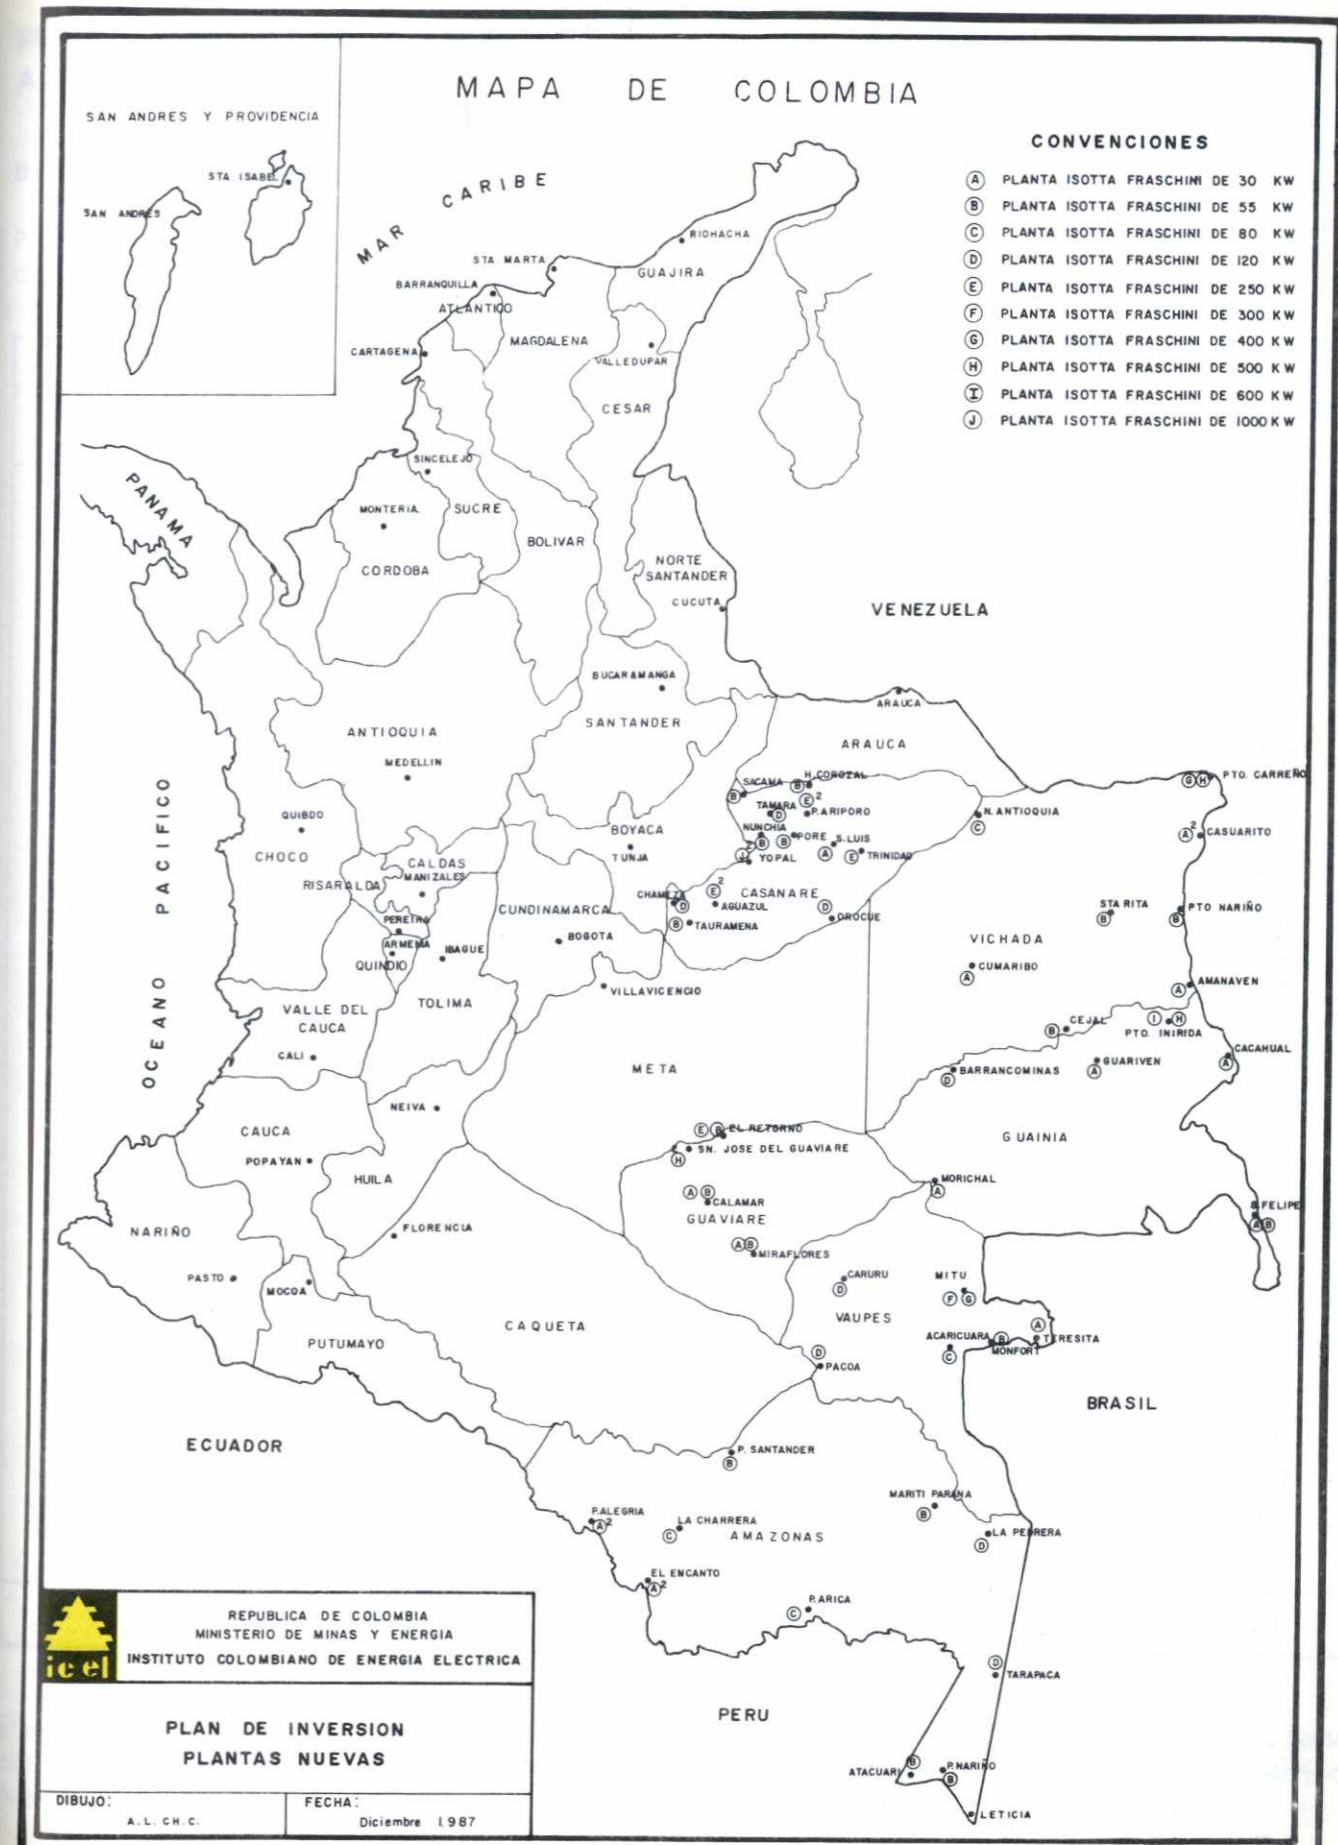 MAPA DE COLOMBIA
SAN ANDRES Y PROVIDENCIA
STA. ISABEL
SAN ANDRES
MAR CARIBE
CONVENCIONES
A PLANTA ISOTTA FRASCHINI DE 30 KW
B PLANTA ISOTTA FRASCHINI DE 55 KW
C PLANTA ISOTTA FRASCHINI DE 80 KW
D PLANTA ISOTTA FRASCHINI DE 120 KW
E PLANTA ISOTTA FRASCHINI DE 250 KW
F PLANTA ISOTTA FRASCHINI DE 300 KW
G PLANTA ISOTTA FRASCHINI DE 400 KW
H PLANTA ISOTTA FRASCHINI DE 500 KW
I PLANTA ISOTTA FRASCHINI DE 600 KW
J PLANTA ISOTTA FRASCHINI DE 1000 KW
RIOHACHA
STA. MARTA
GUAJIRA
BARRANQUILLA
ATLANTICO
MAGDALENA
CARTAGENA
VALLEDUPAR
CESAR
SINCELEJO
PANAMA
MONTERIA
SUCRE
BOLIVAR
CORDOBA
NORTE
SANTANDER
CUCUTA
VENEZUELA
BUCARAMANGA
SANTANDER
ARAUCA
ARAUCA
ANTIOQUIA
MEDELLIN
OCEANO PACIFICO
SACAMA
B
H. COROZAL
B
G H
PTO. CARREÑO
TAMARA
D
E 2
P. ARIPORO
N. ANTIOQUIA
C
QUIBDO
CHOCO
BOYACA
TUNJA
NUNCHIA
B
B
PORE
S. LUIS
A
J 2
YOPAL
E
TRINIDAD
A 2
CASUARITO
CALDAS
MANIZALES
RISARALDA
CHAMEZA
D
E 2
AGUAZUL
CASANARE
D
OROCUE
B
TAURAMENA
CUNDINAMARCA
BOGOTA
PEREIRA
ARMENIA
QUINDIO
IBAGUE
STA RITA
B
PTO NARIÑO
B
VICHADA
CUMARIBO
A
AMANAVEN
A
VILLAVICENCIO
TOLIMA
VALLE DEL
CAUCA
CALI
CEJAL
B
I H
PTO. INIRIDA
CACAHUAL
A
GUARIVEN
A
BARRANCOMINAS
D
META
NEIVA
CAUCA
POPAYAN
E B
EL RETORNO
SN. JOSE DEL GUAVIARE
H
GUAINIA
HUILA
MORICHAL
A
A B
CALAMAR
GUAVIARE
S. FELIPE
A B
NARIÑO
FLORENCIA
A B
MIRAFLORES
PASTO
MOCOA
CARURU
D
MITU
F G
VAUPES
CAQUETA
PUTUMAYO
ACARICUARA
C
B
MONFORT
A
TERESITA
D
PACOA
BRASIL
ECUADOR
P. SANTANDER
B
MARITI PARANA
B
P. ALEGRIA
A 2
LA CHARRERA
C
AMAZONAS
LA PEDRERA
D
EL ENCANTO
A 2
P. ARICA
C
D
TARAPACA
PERU
ATACUARI
B
P. NARIÑO
B
LETICIA
icel
REPUBLICA DE COLOMBIA
MINISTERIO DE MINAS Y ENERGIA
INSTITUTO COLOMBIANO DE ENERGIA ELECTRICA
PLAN DE INVERSION
PLANTAS NUEVAS
DIBUJO:
A. L. CH. C.
FECHA:
Diciembre 1.987